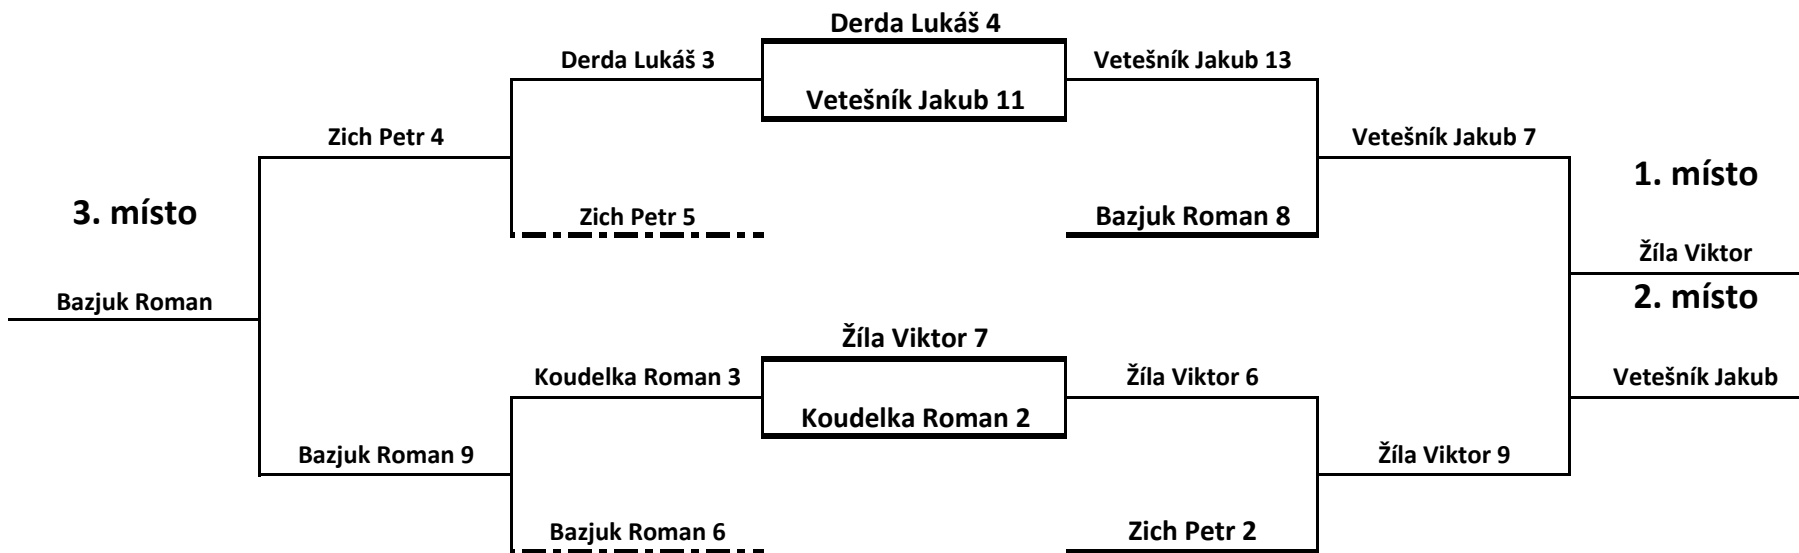 Derda Lukáš 4
Derda Lukáš 3
Vetešník Jakub 13
Vetešník Jakub 11
Zich Petr 4
Vetešník Jakub 7
1. místo
3. místo
Zich Petr 5
Bazjuk Roman 8
Žíla Viktor
Bazjuk Roman
2. místo
Žíla Viktor 7
Koudelka Roman 3
Žíla Viktor 6
Vetešník Jakub
Koudelka Roman 2
Bazjuk Roman 9
Žíla Viktor 9
Bazjuk Roman 6
Zich Petr 2